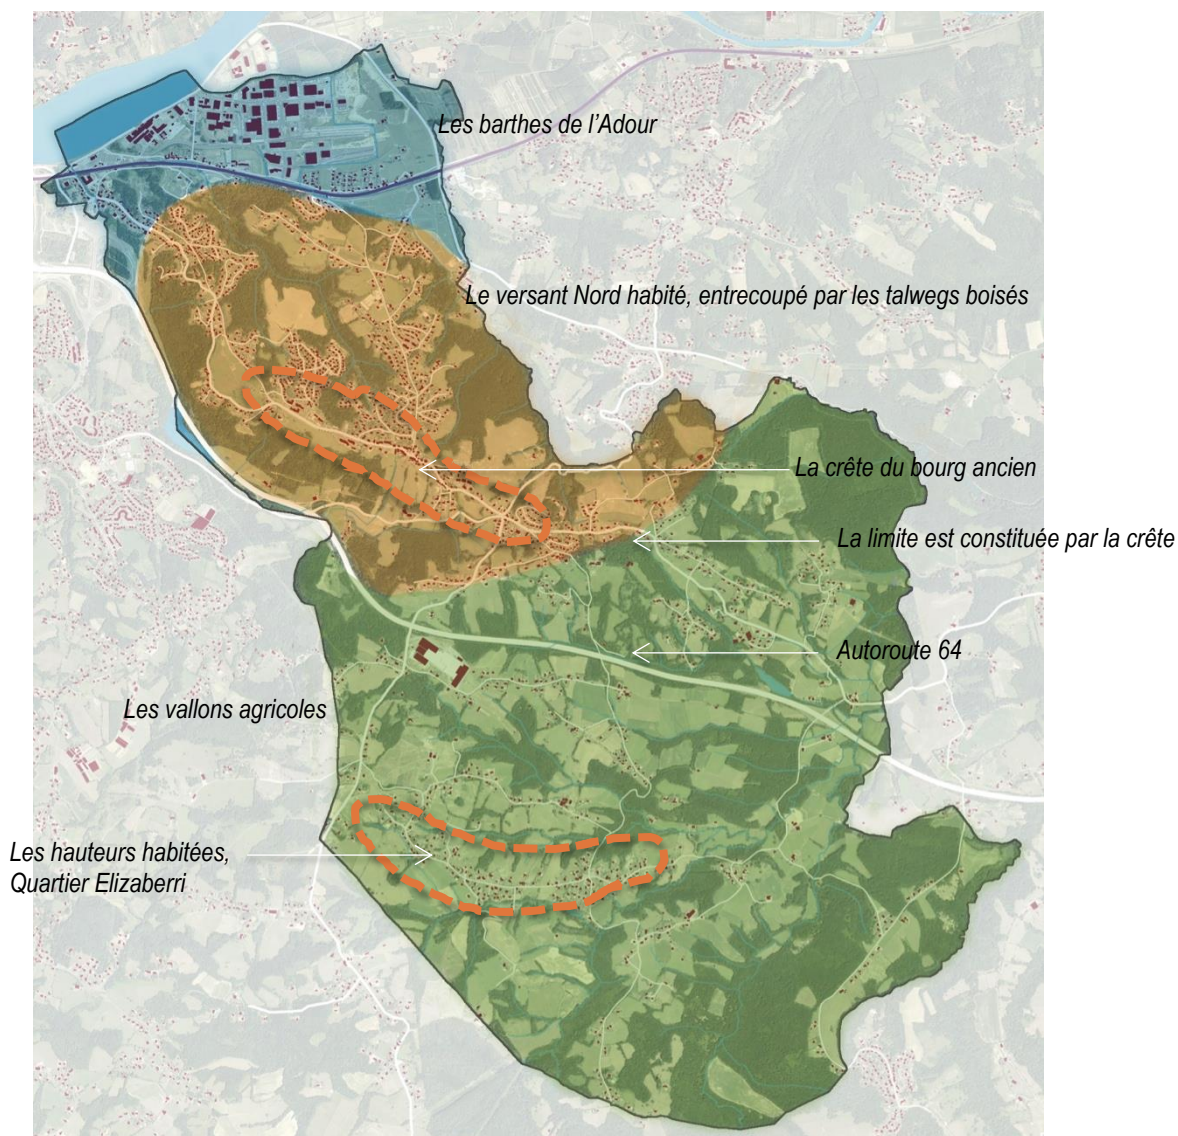 Les barthes de l’Adour
Le versant Nord habité, entrecoupé par les talwegs boisés
La crête du bourg ancien
La limite est constituée par la crête
Autoroute 64
Les vallons agricoles
Les hauteurs habitées,
Quartier Elizaberri